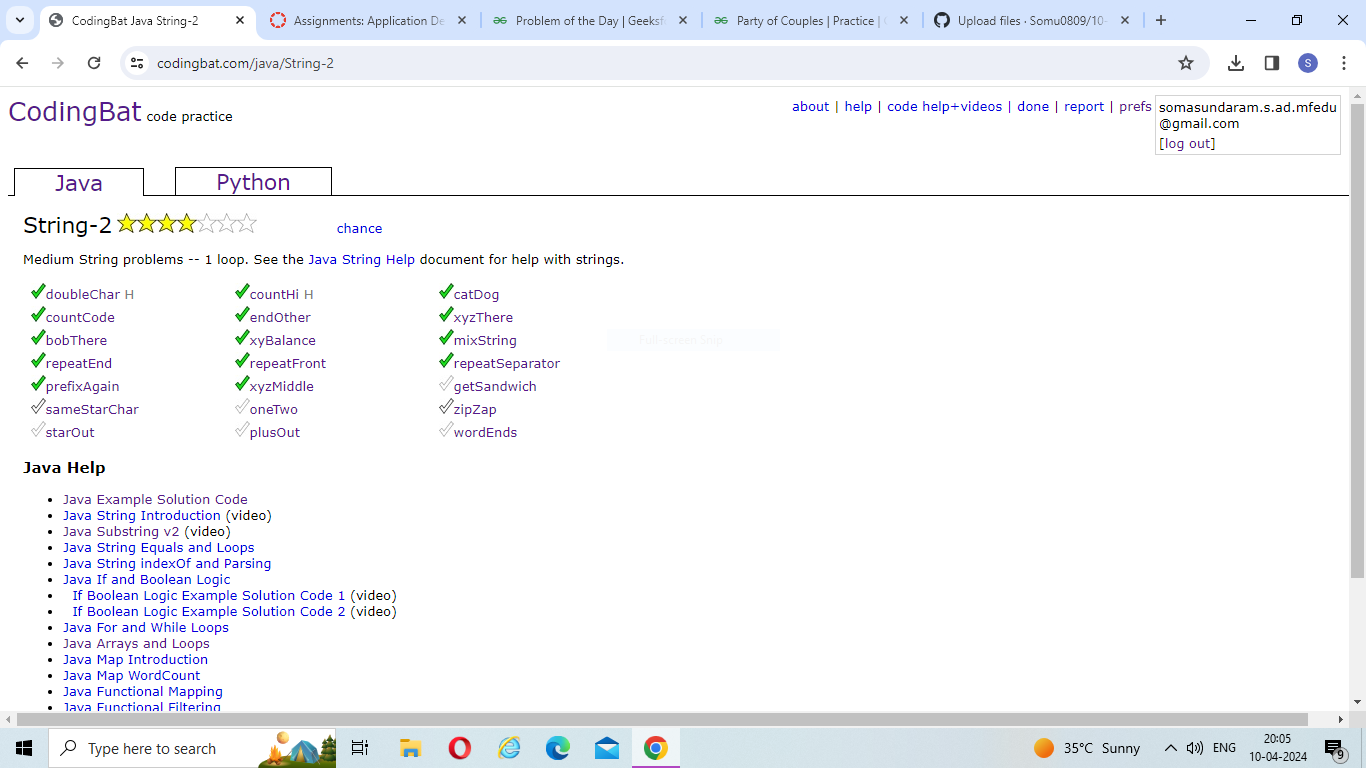 CodingBat Java String-2
Assignments: Application De
Problem of the Day | Geeksf
Party of Couples | Practice |
Upload files · Somu0809/10-
codingbat.com/java/String-2
S
CodingBat code practice
about | help | code help+videos | done | report | prefs
somasundaram.s.ad.mfedu
@gmail.com
[log out]
Java
Python
String-2
chance
Medium String problems -- 1 loop. See the Java String Help document for help with strings.
doubleChar H
countHi H
catDog
countCode
endOther
xyzThere
bobThere
xyBalance
mixString
Full-screen Snip
repeatEnd
repeatFront
repeatSeparator
prefixAgain
xyzMiddle
getSandwich
sameStarChar
oneTwo
zipZap
starOut
plusOut
wordEnds
Java Help
• Java Example Solution Code
• Java String Introduction (video)
• Java Substring v2 (video)
• Java String Equals and Loops
• Java String indexOf and Parsing
• Java If and Boolean Logic
• If Boolean Logic Example Solution Code 1 (video)
• If Boolean Logic Example Solution Code 2 (video)
• Java For and While Loops
• Java Arrays and Loops
• Java Map Introduction
• Java Map WordCount
• Java Functional Mapping
• Java Functional Filtering
Type here to search
35°C Sunny
ENG
20:05
10-04-2024
9